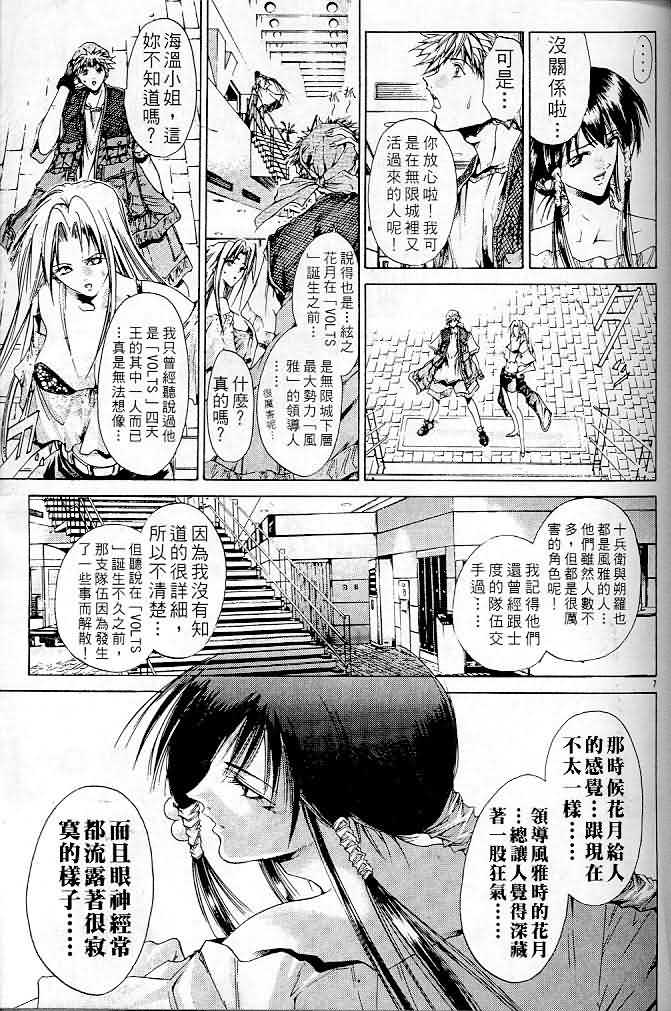 …
沒關係啦…
可是…
你放心啦！我可
是在無限城裡又
活過來的人呢！
說得也是…絃之
花月在「VOLTS
」誕生之前…
是無限城下層
最大勢力「風
雅」的領導人
很厲害呢…
什麼？
真的嗎？
抓
抓
海溫小姐，這
妳不知道嗎？
我只曾經聽說過他
是「VOLTS」四天
王的其中一人而已
…真是無法想像…
十兵衛與朔羅也
都是風雅的人…
他們雖然人數不
多，但都是很厲
害的角色呢！
我記得他們
還曾經跟士
度的隊伍交
手過…
因為我沒有知
道的很詳細，
所以不清楚…
但聽說在「VOLTS
」誕生不久之前，
那支隊伍因為發生
了一些事而解散！
7
那時候花月給人
的感覺…跟現在
不太一樣……
領導風雅時的花月
…總讓人覺得深藏
著一股狂氣……
而且眼神經常
都流露著很寂
寞的樣子……